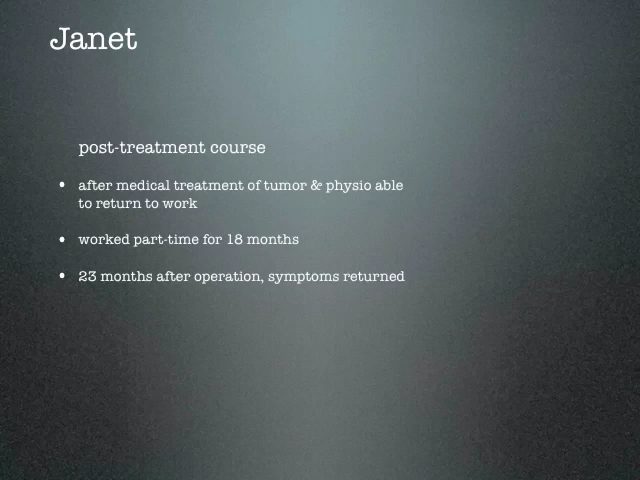 Janet
post-treatment course
• after medical treatment of tumor & physio able
to return to work
• worked part-time for 18 months
• 23 months after operation, symptoms returned